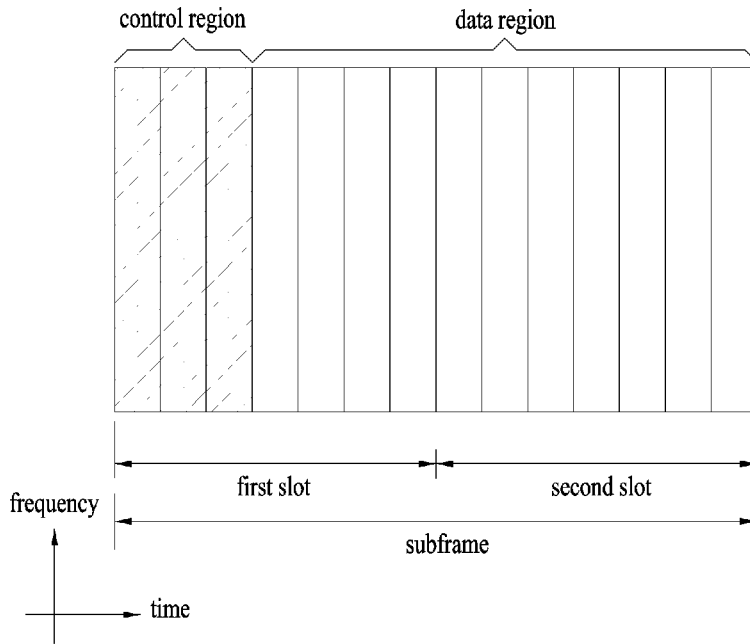 control region
data region
first slot
second slot
frequency
subframe
time